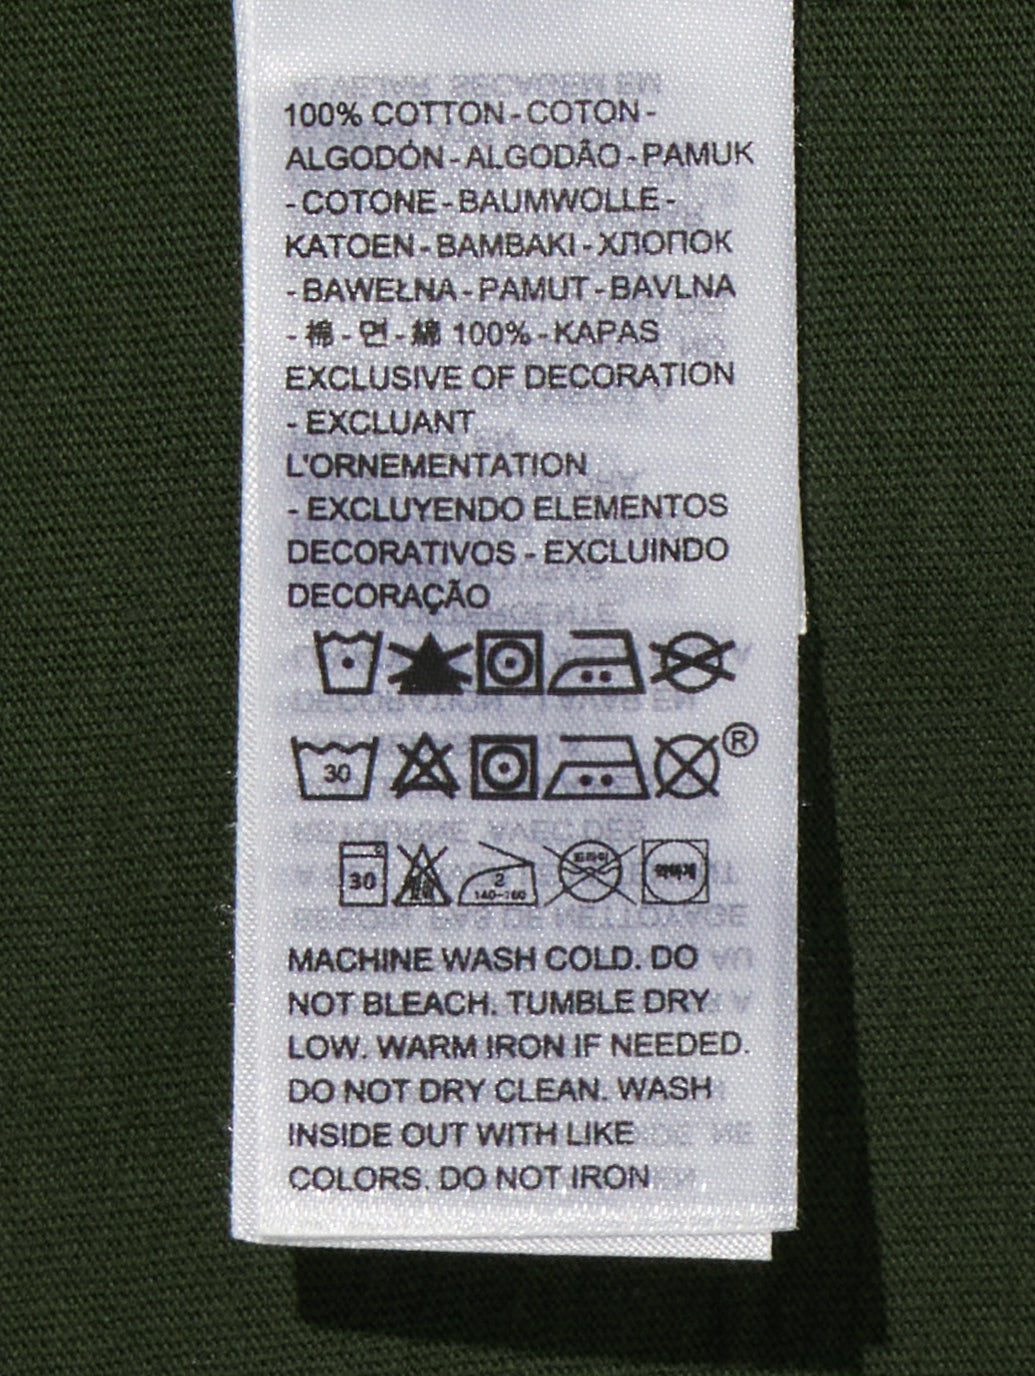 100% COTTON - COTON -
ALGODÓN - ALGODÃO - PAMUK
- COTONE - BAUMWOLLE -
KATOEN - BAMBAKI - ХЛОПОК
- BAWEŁNA - PAMUT - BAVLNA
- 棉 - 면 - 綿 100% - KAPAS
EXCLUSIVE OF DECORATION
- EXCLUANT
L'ORNEMENTATION
- EXCLUYENDO ELEMENTOS
DECORATIVOS - EXCLUINDO
DECORAÇÃO
30 ®
30 2 140~160 드라이
MACHINE WASH COLD. DO
NOT BLEACH. TUMBLE DRY
LOW. WARM IRON IF NEEDED.
DO NOT DRY CLEAN. WASH
INSIDE OUT WITH LIKE
COLORS. DO NOT IRON